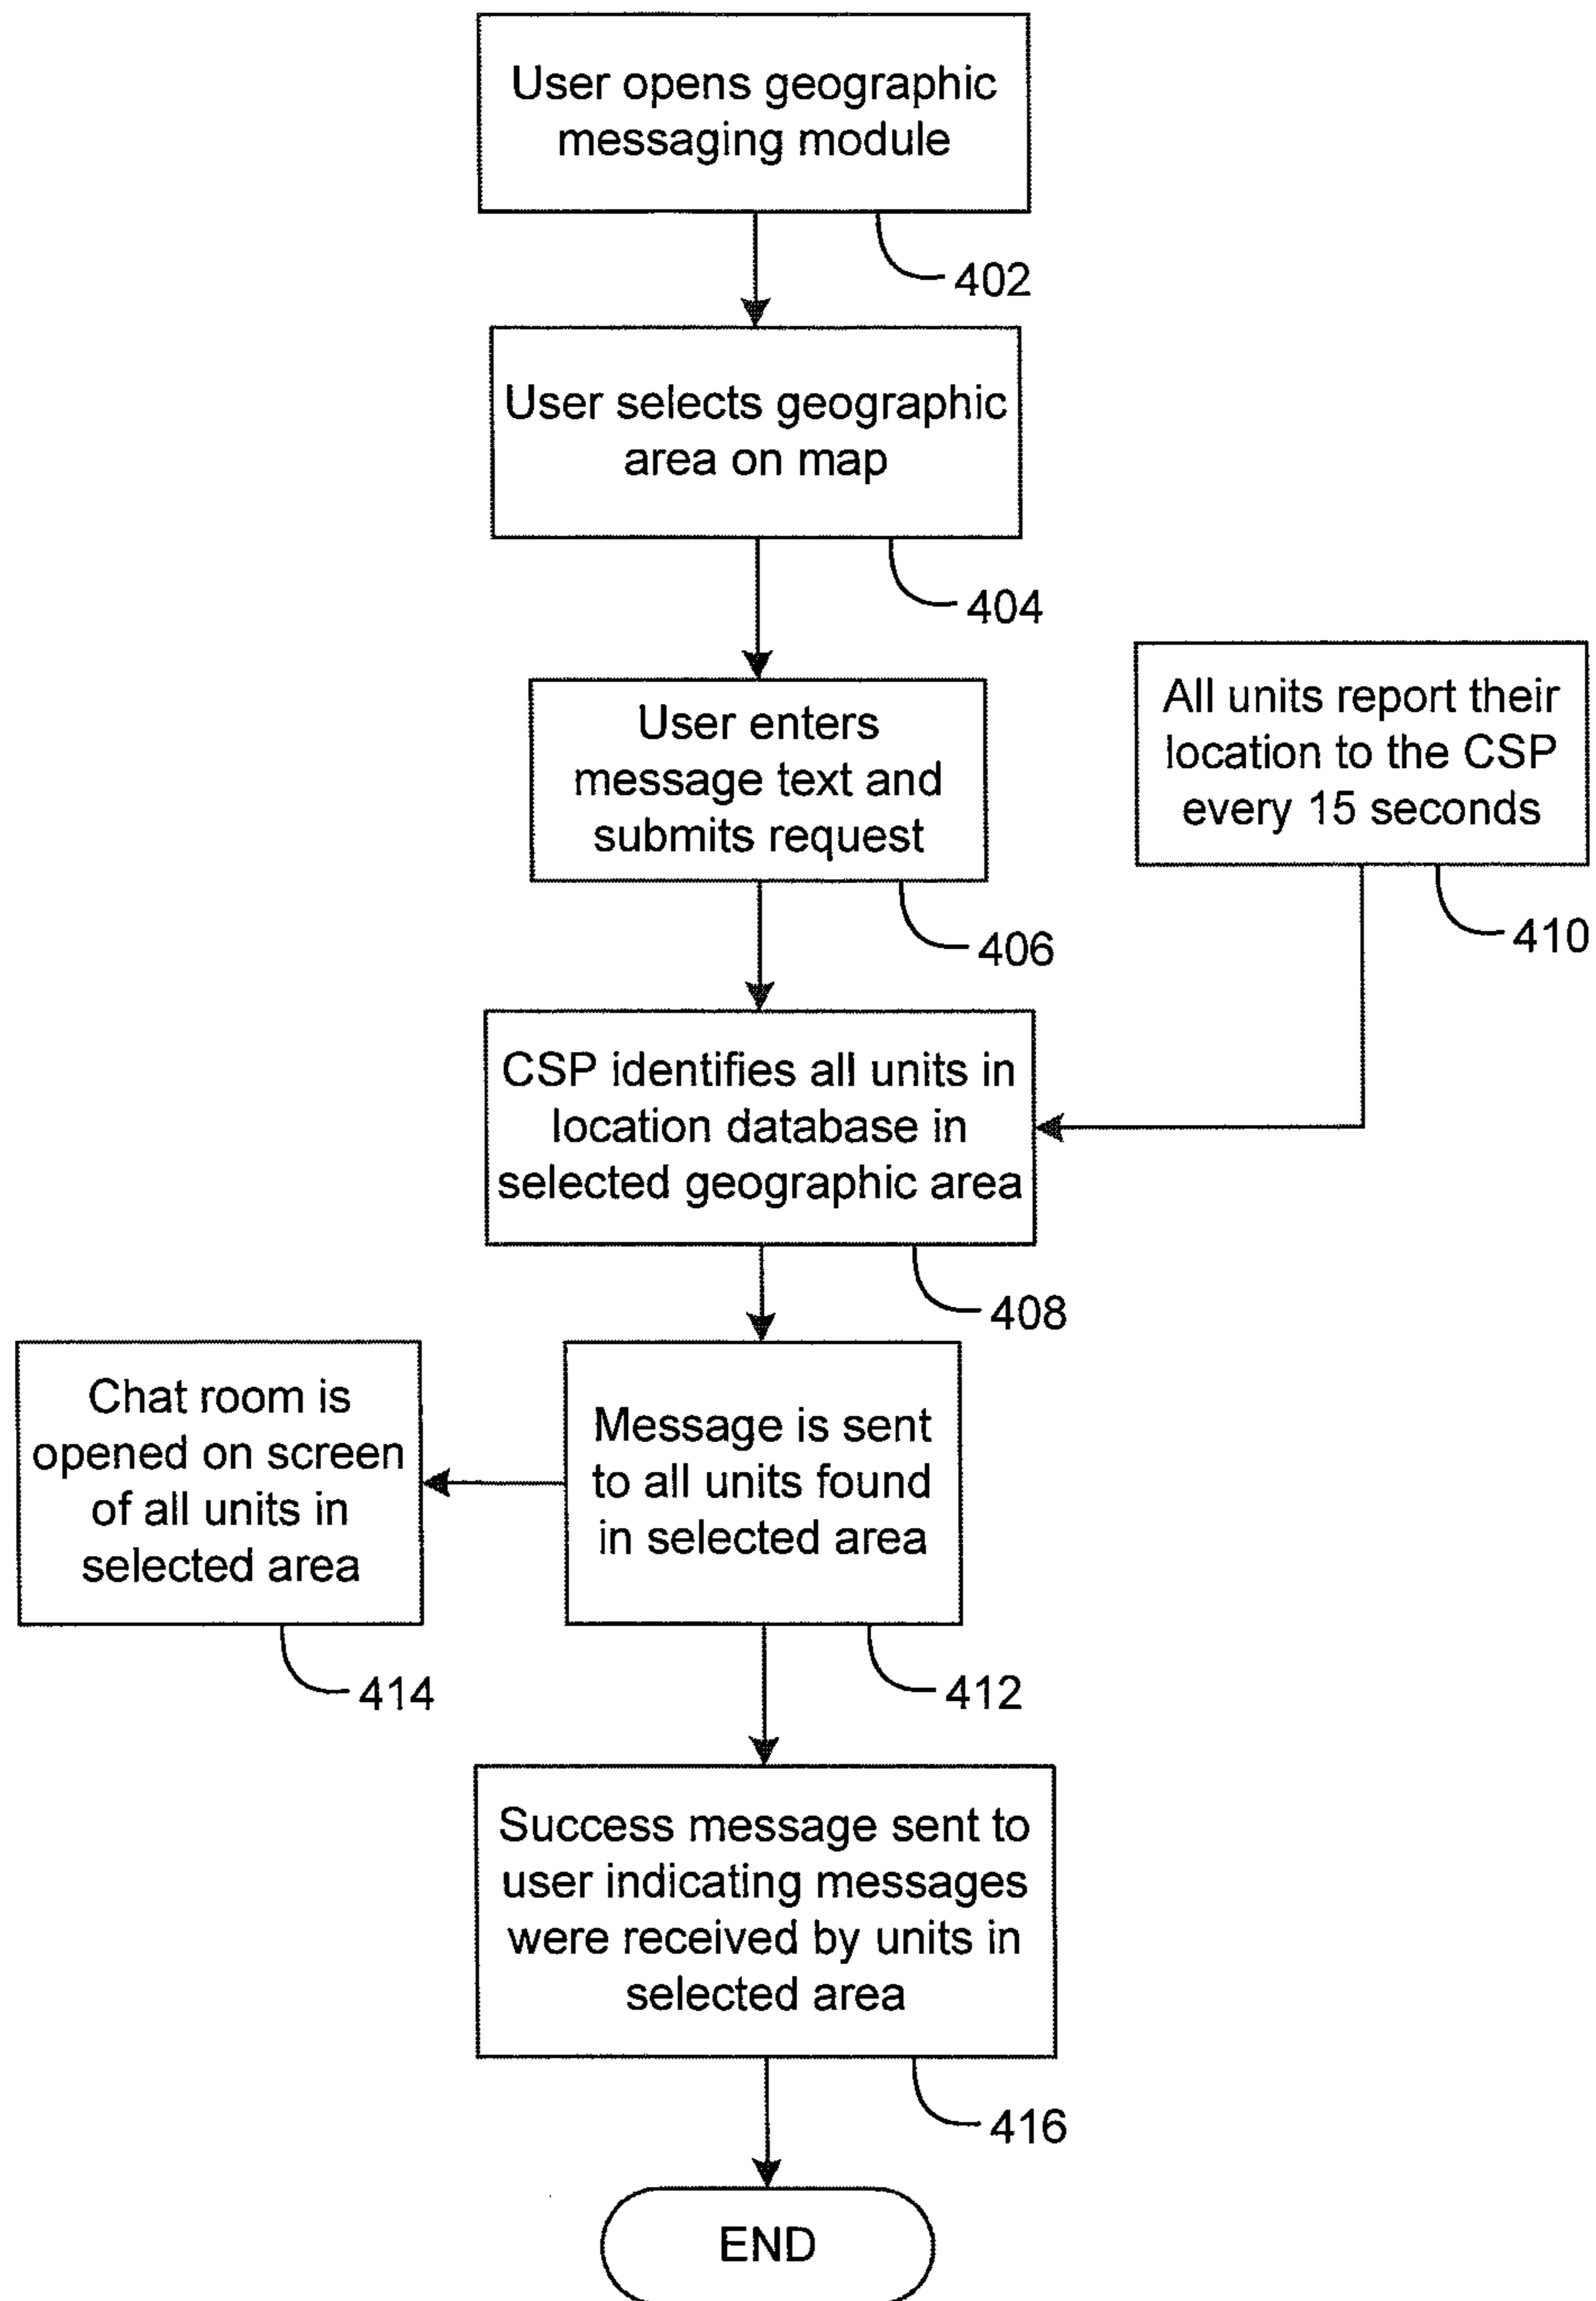 User opens geographic
messaging module
402
User selects geographic
area on map
404
User enters
message text and
submits request
406
All units report their
location to the CSP
every 15 seconds
410
CSP identifies all units in
location database in
selected geographic area
408
Chat room is
opened on screen
of all units in
selected area
414
Message is sent
to all units found
in selected area
412
Success message sent to
user indicating messages
were received by units in
selected area
416
END